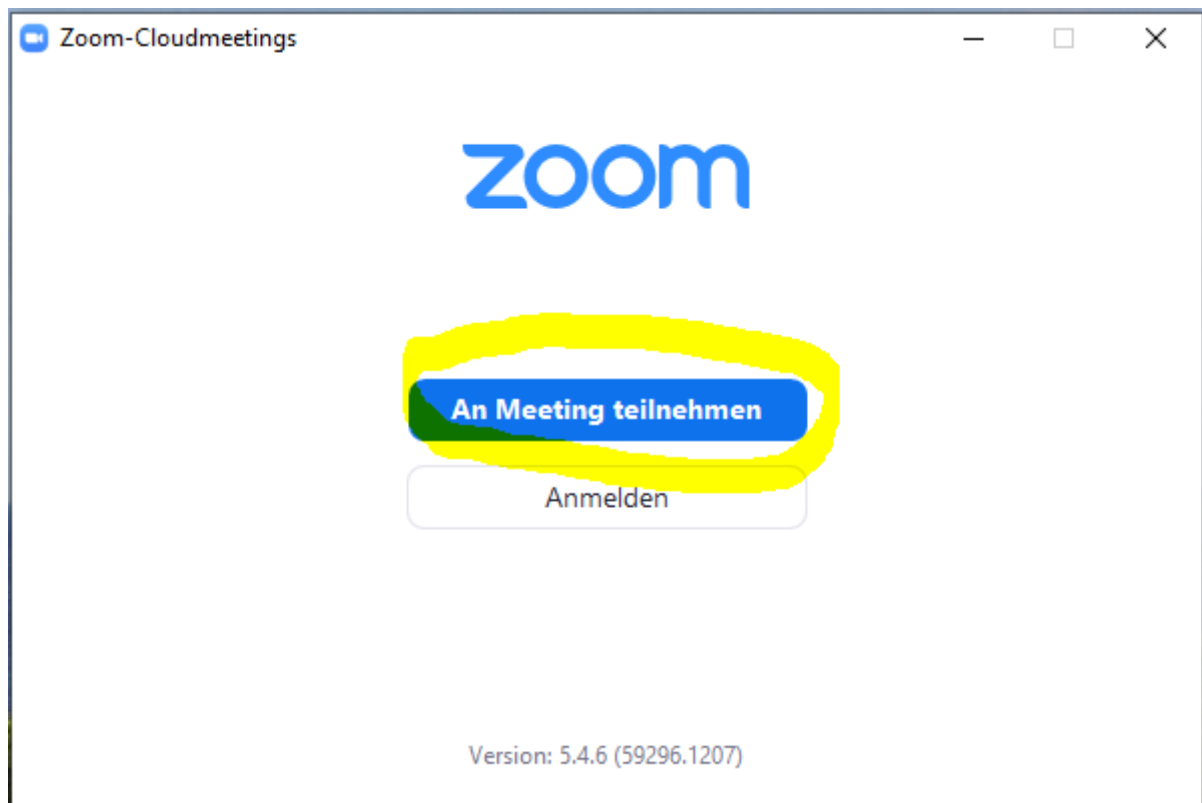 Zoom-Cloudmeetings
zoom
An Meeting teilnehmen
Anmelden
Version: 5.4.6 (59296.1207)